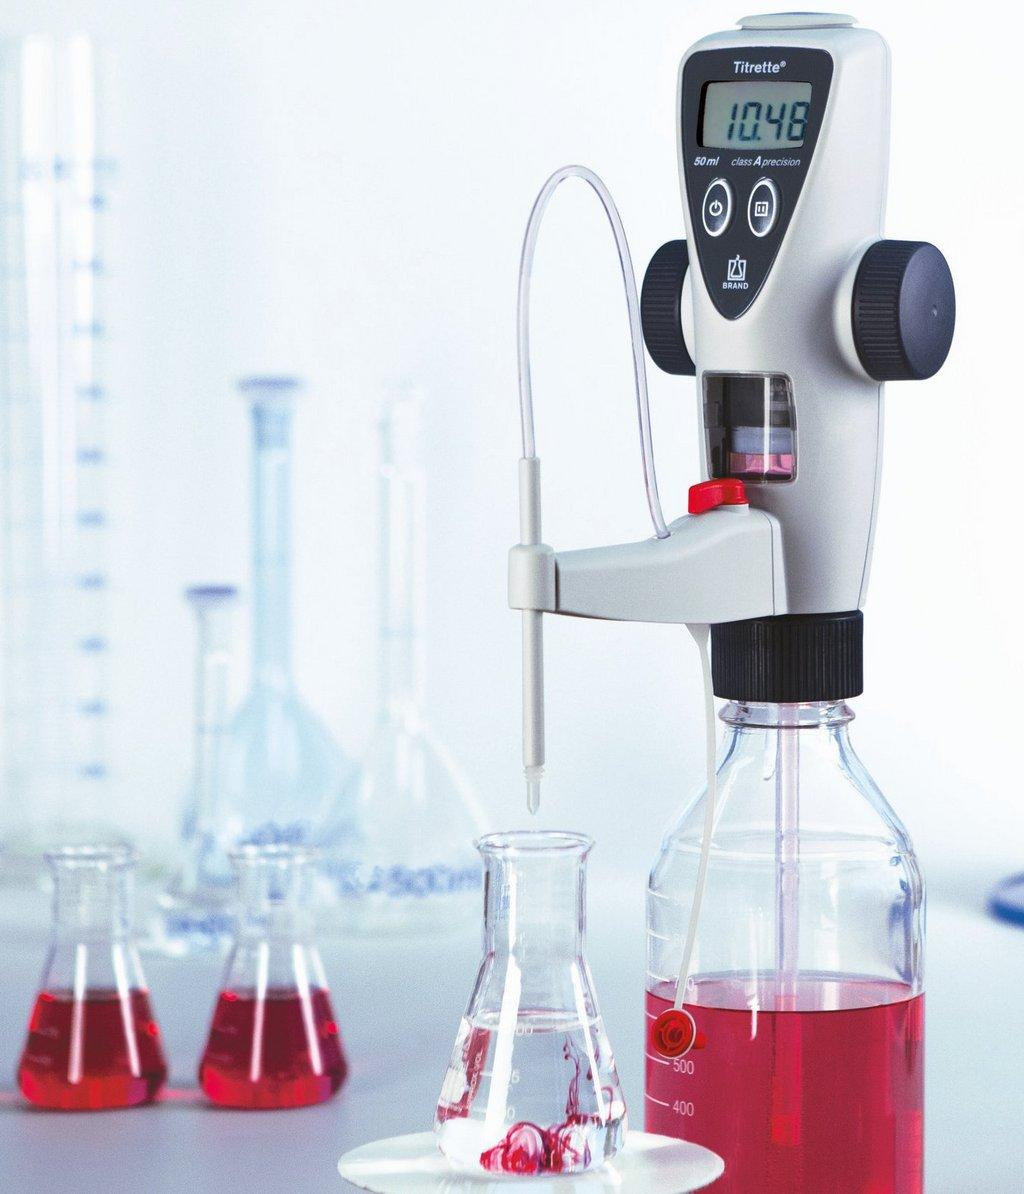 Titrette®
10.48
50 ml class A precision
BRAND
500
400